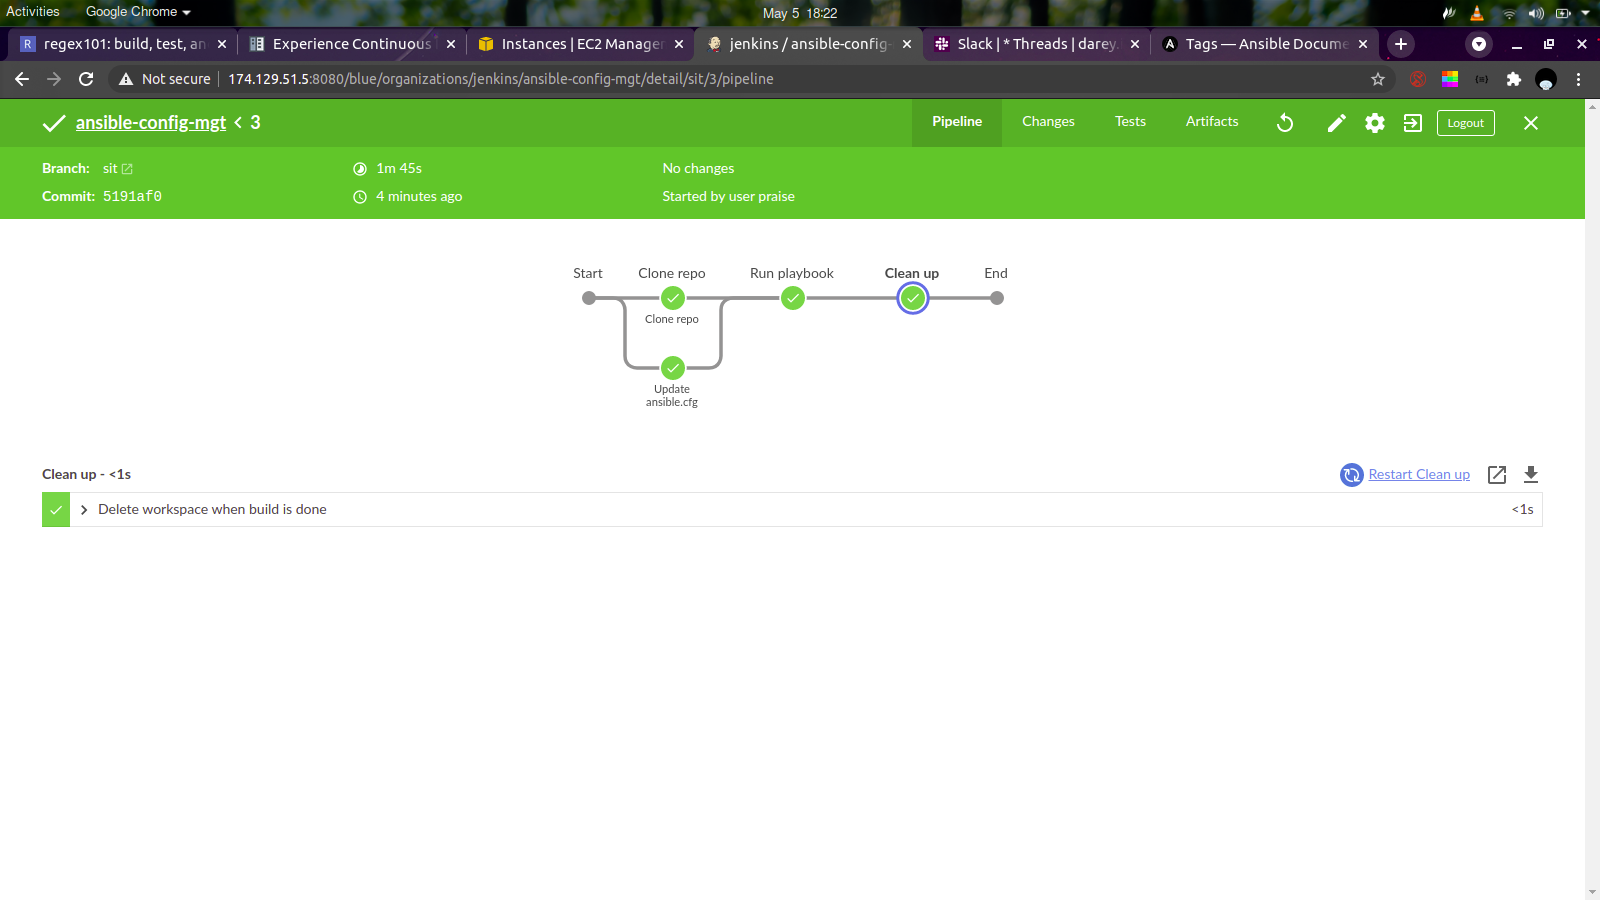 Activities Google Chrome May 5 18:22
regex101: build, test, an Experience Continuous Instances | EC2 Manager jenkins / ansible-config- Slack | * Threads | darey. Tags — Ansible Docume
Not secure 174.129.51.5:8080/blue/organizations/jenkins/ansible-config-mgt/detail/sit/3/pipeline
ansible-config-mgt < 3 Pipeline Changes Tests Artifacts Logout
Branch: sit 1m 45s No changes
Commit: 5191af0 4 minutes ago Started by user praise
Start Clone repo Run playbook Clean up End
Clone repo
Update
ansible.cfg
Clean up - <1s Restart Clean up
Delete workspace when build is done <1s